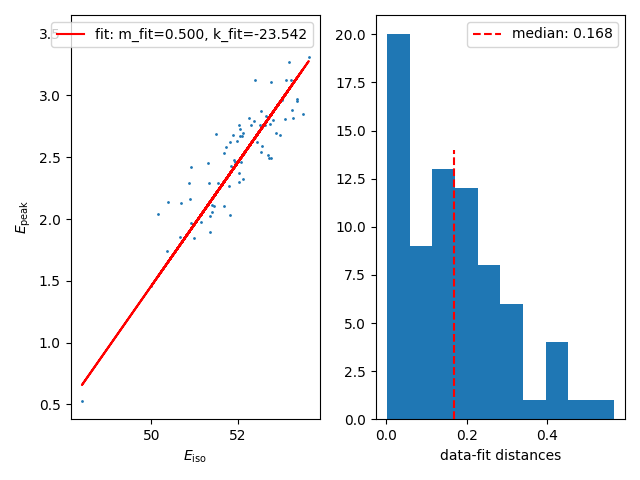 fit: m_fit=0.500, k_fit=-23.542
3.5
3.0
2.5
2.0
1.5
1.0
0.5
E_peak
50 52
E_iso
median: 0.168
20.0
17.5
15.0
12.5
10.0
7.5
5.0
2.5
0.0
0.0 0.2 0.4
data-fit distances